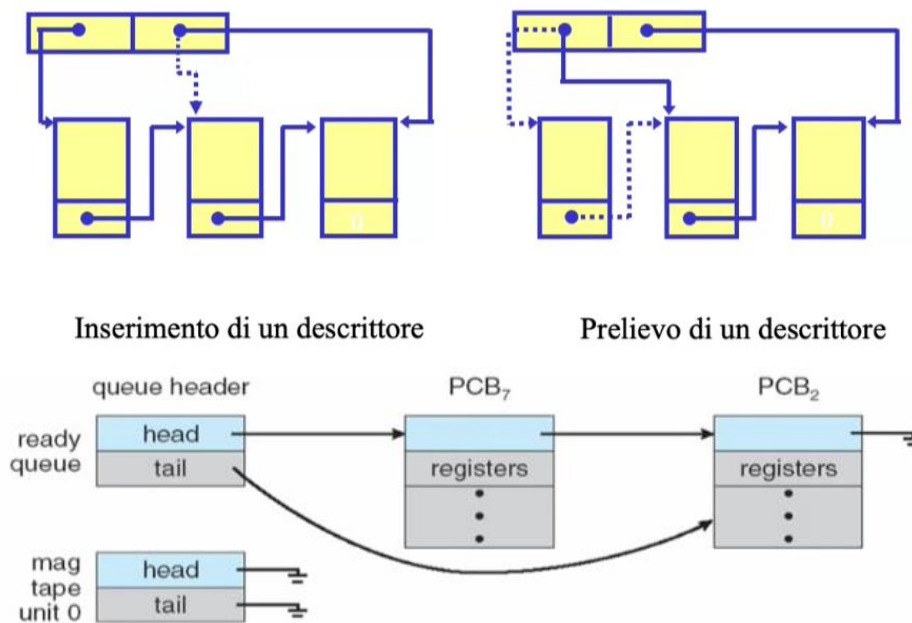 0
0
Inserimento di un descrittore
Prelievo di un descrittore
queue header
PCB₇
PCB₂
ready
queue
head
tail
registers
registers
mag
tape
unit 0
head
tail